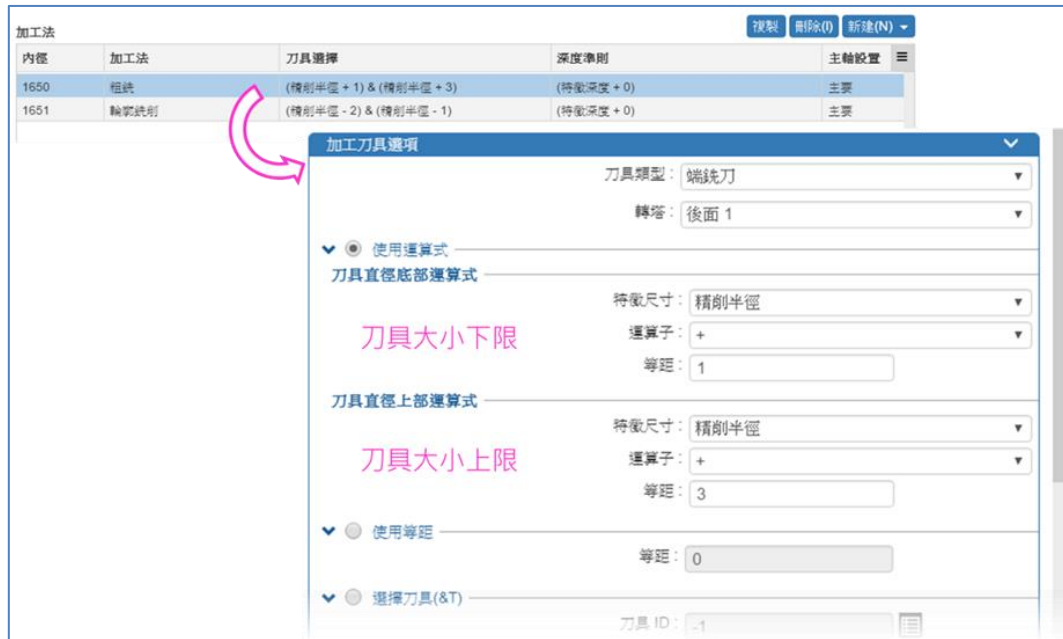 加工法
複製 刪除(I) 新建(N)
內徑 加工法 刀具選擇 深度準則 主軸設置
1650 粗銑 (精削半徑 + 1) & (精削半徑 + 3) (特徵深度 + 0) 主要
1651 輪廓銑削 (精削半徑 - 2) & (精削半徑 - 1) (特徵深度 + 0) 主要
加工刀具選項
刀具類型： 端銑刀
轉塔： 後面 1
使用運算式
刀具直徑底部運算式
特徵尺寸： 精削半徑
刀具大小下限
運算子： +
等距： 1
刀具直徑上部運算式
特徵尺寸： 精削半徑
刀具大小上限
運算子： +
等距： 3
使用等距
等距： 0
選擇刀具(&T)
刀具 ID： -1